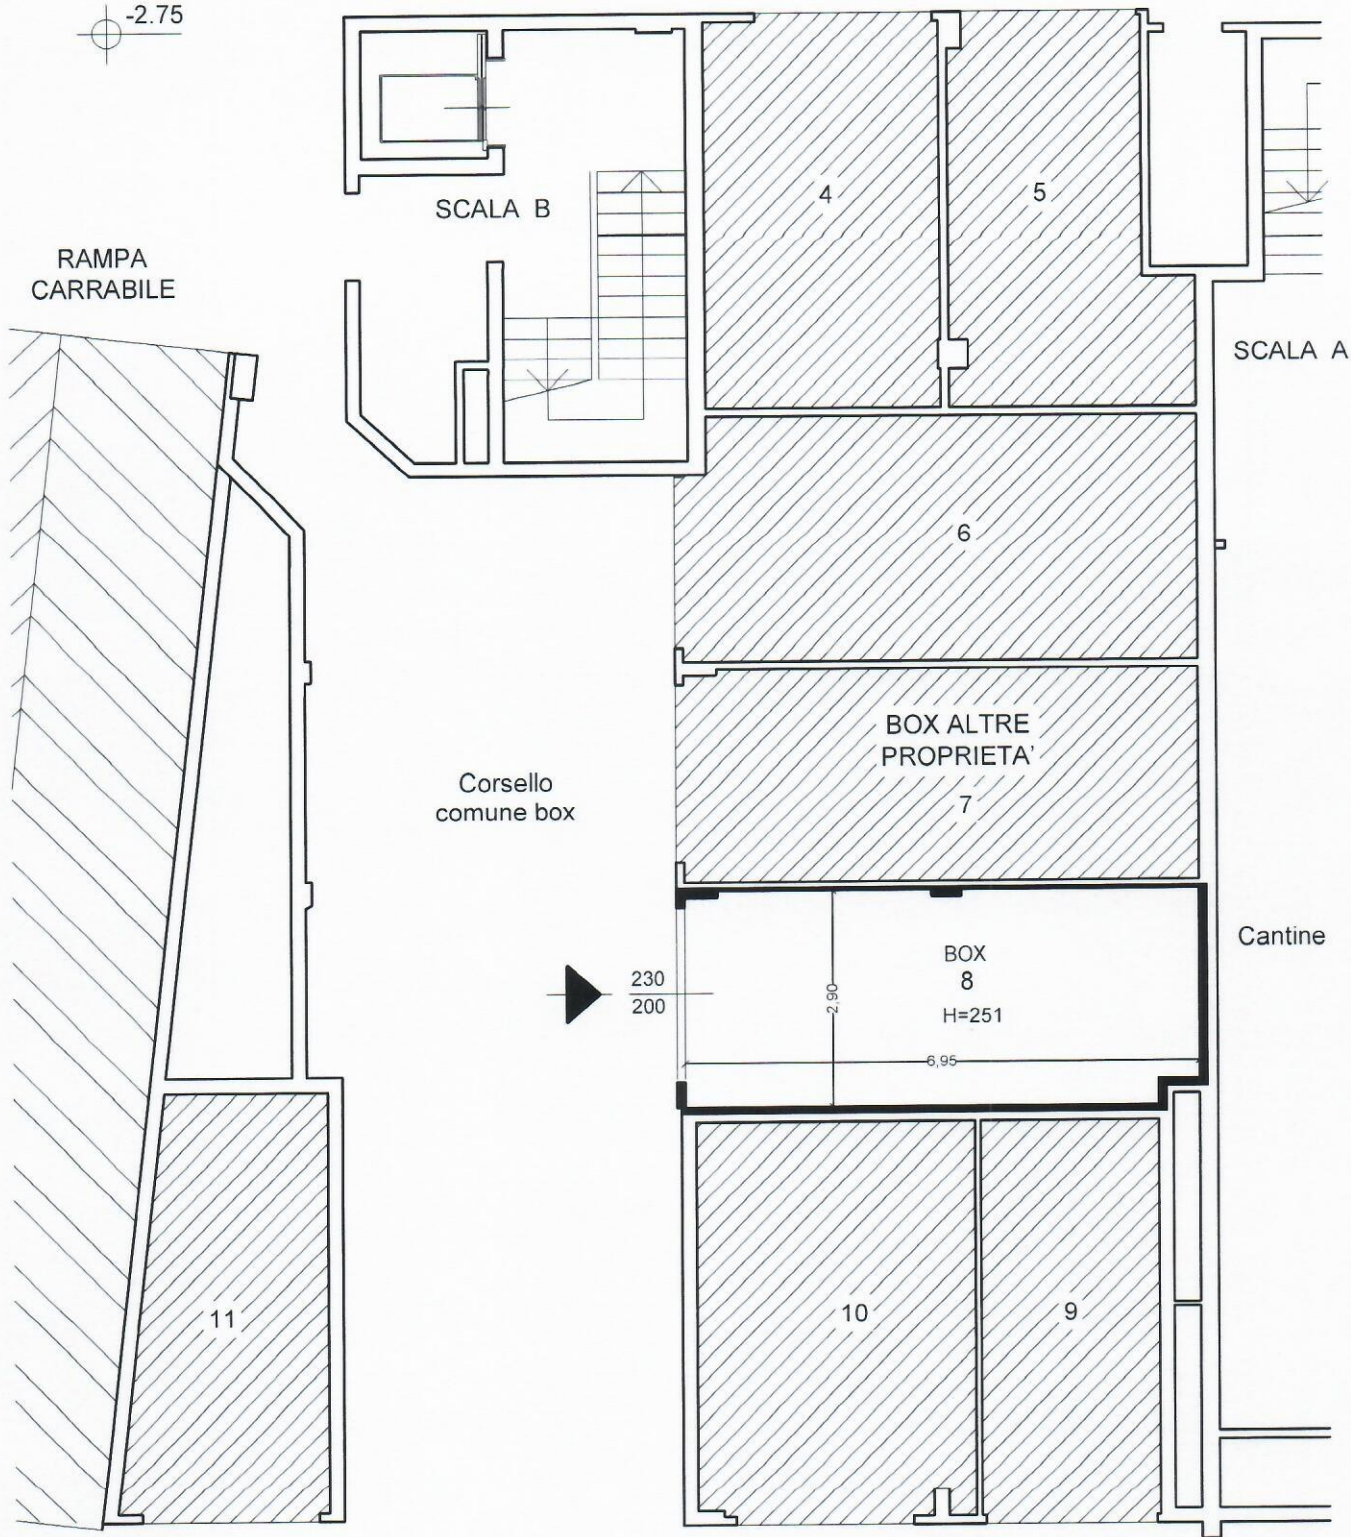 -2.75
4
5
SCALA B
RAMPA
CARRABILE
SCALA A
6
BOX ALTRE
PROPRIETA'
7
Corsello
comune box
Cantine
BOX
8
H=251
230
200
2,90
6,95
11
10
9